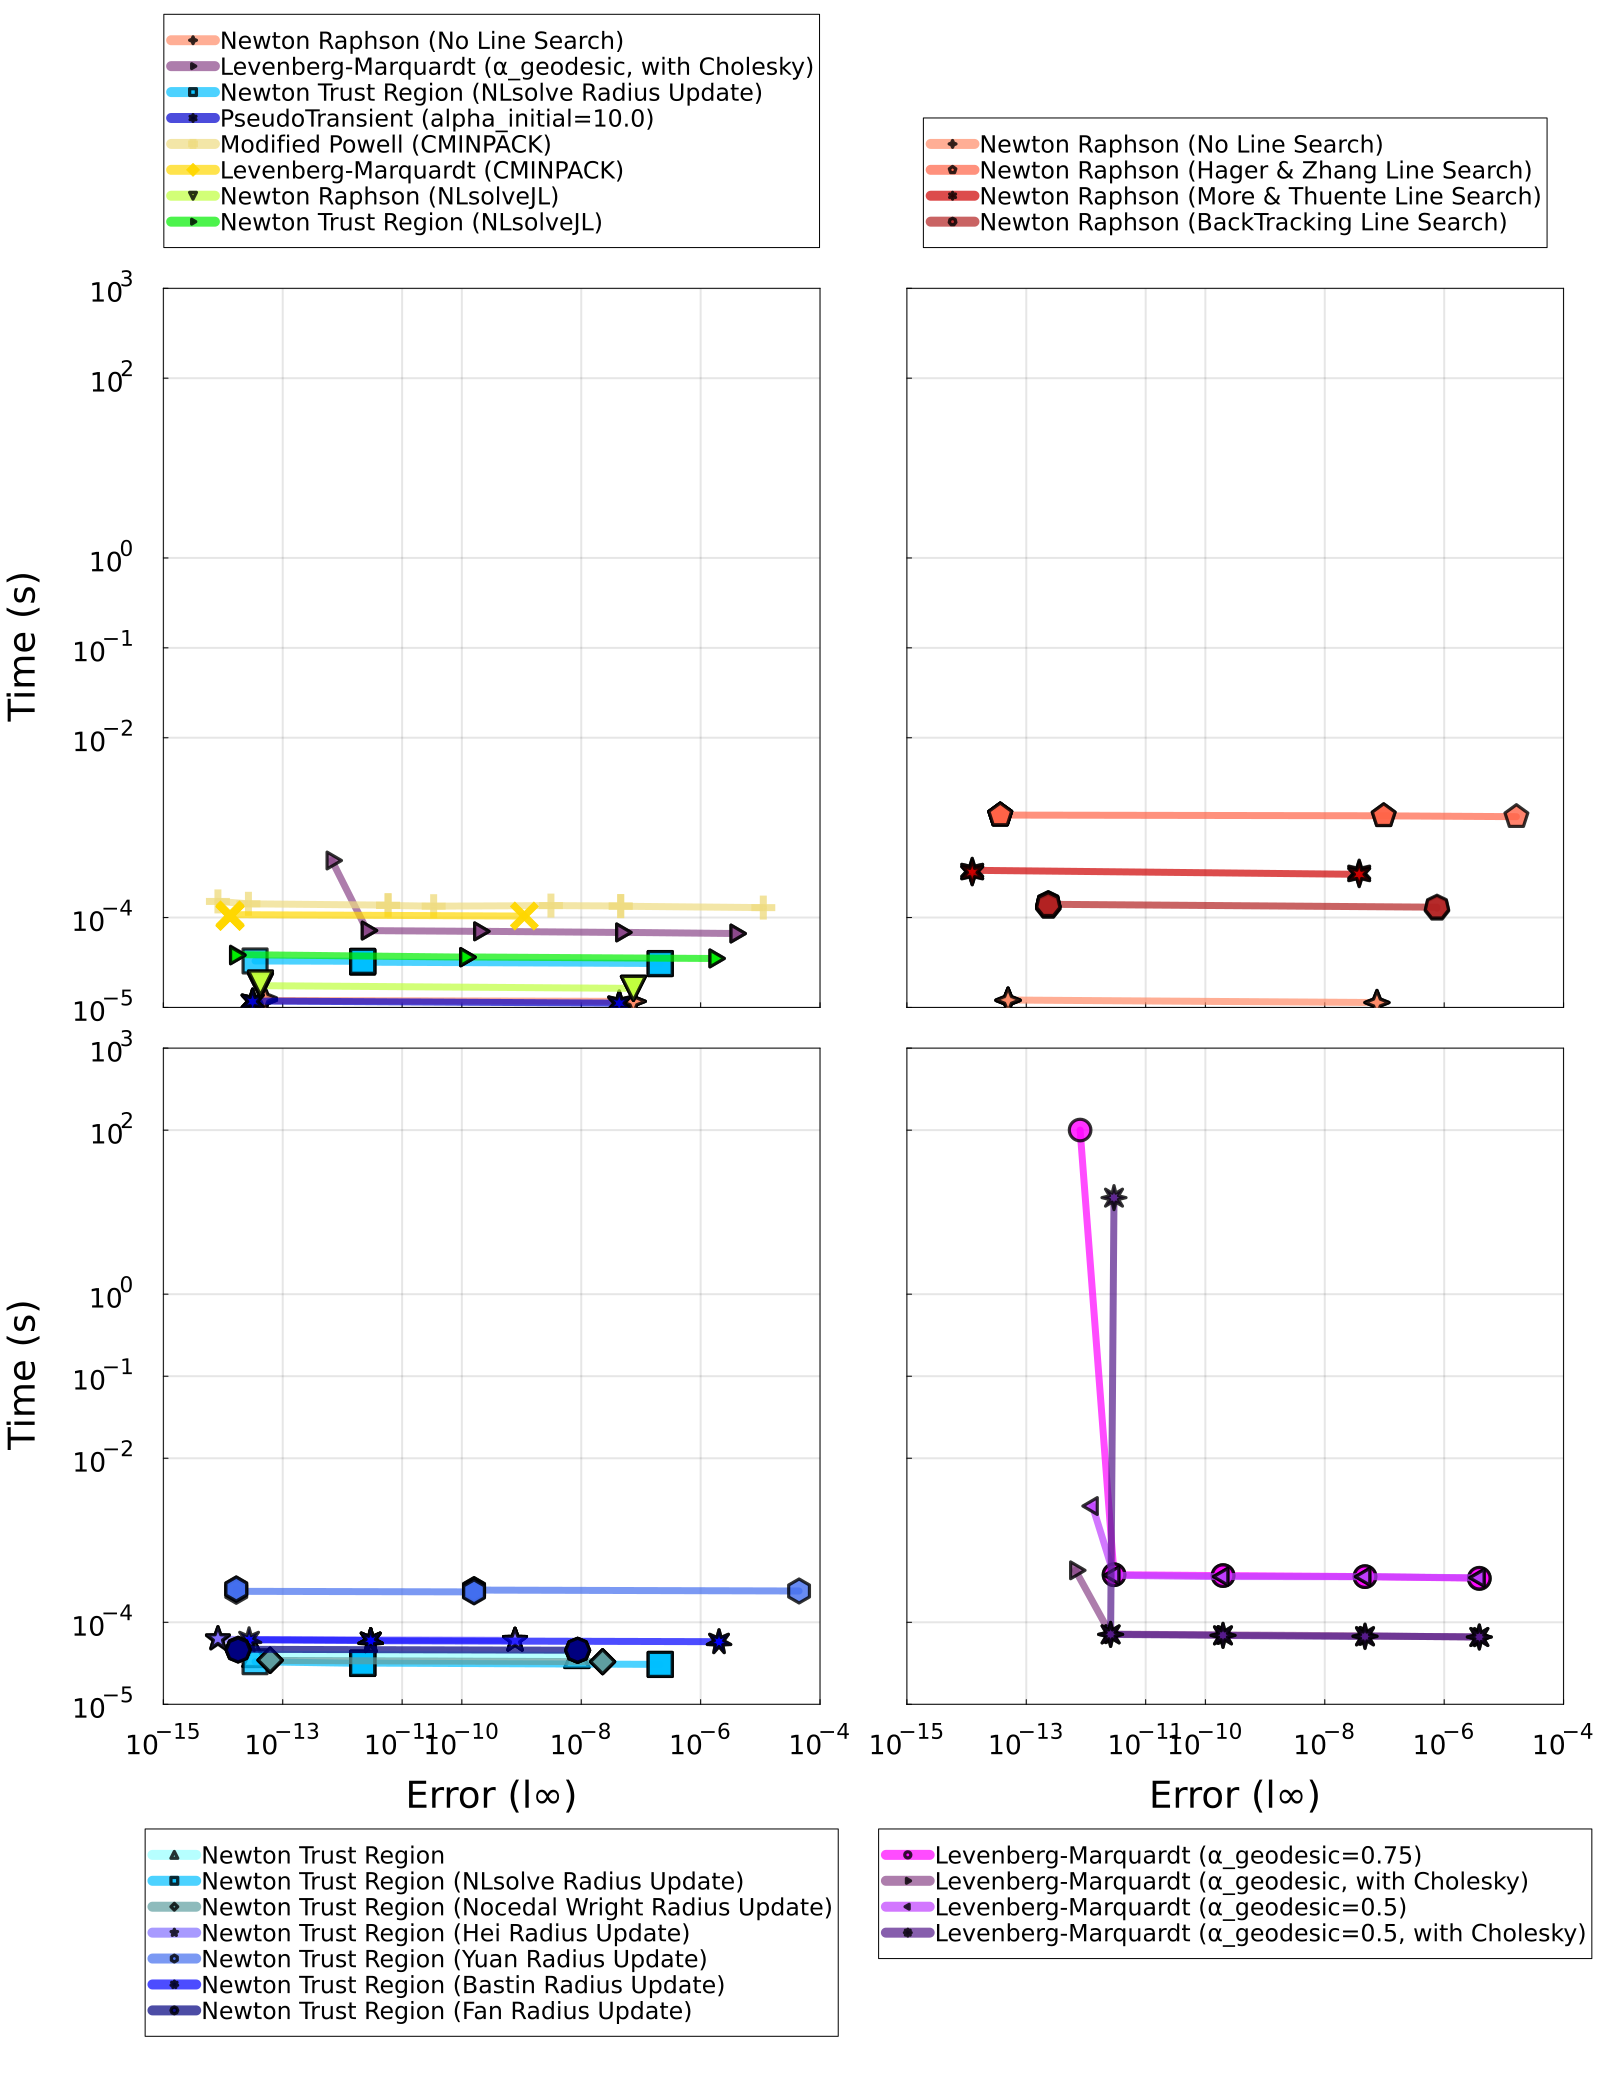 Newton Raphson (No Line Search)
Levenberg-Marquardt (α_geodesic, with Cholesky)
Newton Trust Region (NLsolve Radius Update)
PseudoTransient (alpha_initial=10.0)
Modified Powell (CMINPACK)
Levenberg-Marquardt (CMINPACK)
Newton Raphson (NLsolveJL)
Newton Trust Region (NLsolveJL)
Newton Raphson (No Line Search)
Newton Raphson (Hager & Zhang Line Search)
Newton Raphson (More & Thuente Line Search)
Newton Raphson (BackTracking Line Search)
Time (s)
10³
10²
10⁰
10⁻¹
10⁻²
10⁻⁴
10⁻⁵
Time (s)
10³
10²
10⁰
10⁻¹
10⁻²
10⁻⁴
10⁻⁵
10⁻¹⁵ 10⁻¹³ 10⁻¹¹ 10⁻¹⁰ 10⁻⁸ 10⁻⁶ 10⁻⁴
Error (l∞)
10⁻¹⁵ 10⁻¹³ 10⁻¹¹ 10⁻¹⁰ 10⁻⁸ 10⁻⁶ 10⁻⁴
Error (l∞)
Newton Trust Region
Newton Trust Region (NLsolve Radius Update)
Newton Trust Region (Nocedal Wright Radius Update)
Newton Trust Region (Hei Radius Update)
Newton Trust Region (Yuan Radius Update)
Newton Trust Region (Bastin Radius Update)
Newton Trust Region (Fan Radius Update)
Levenberg-Marquardt (α_geodesic=0.75)
Levenberg-Marquardt (α_geodesic, with Cholesky)
Levenberg-Marquardt (α_geodesic=0.5)
Levenberg-Marquardt (α_geodesic=0.5, with Cholesky)